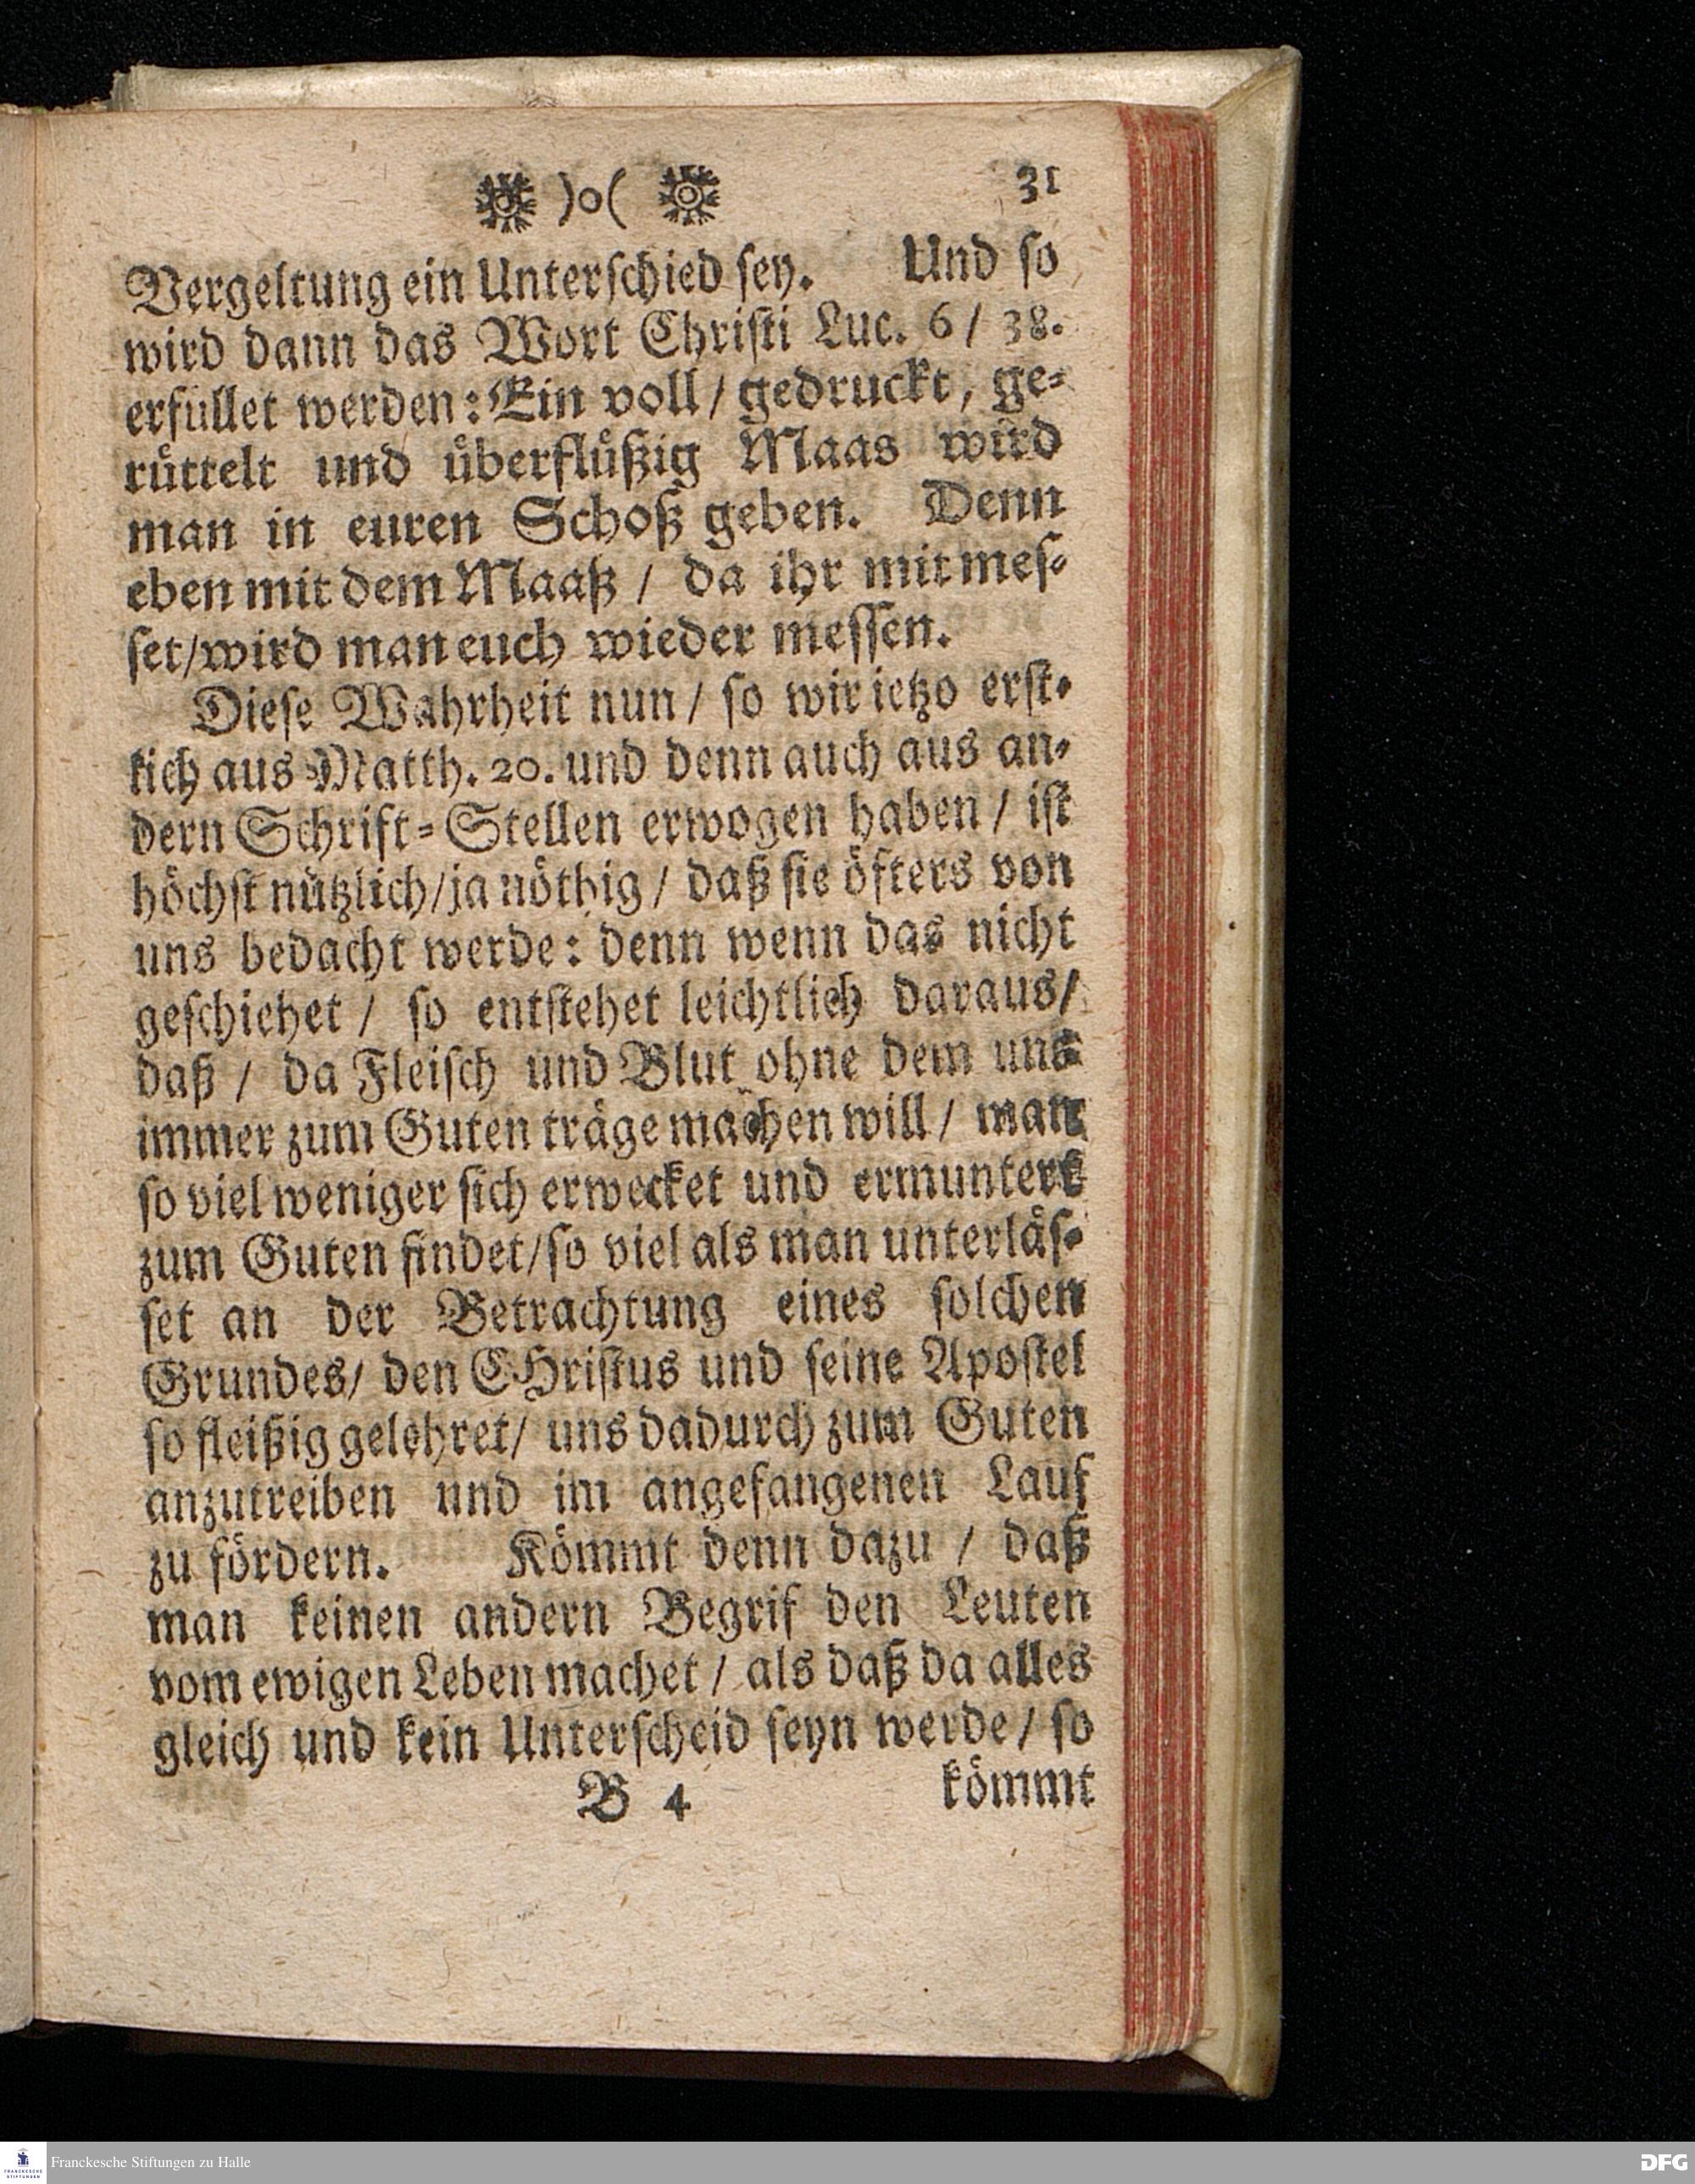 )o( 31
Vergeltung ein Unterſchied ſey. Und ſo
wird dann das Wort Chriſti Luc. 6 / 38.
erfüllet werden: Ein voll / gedruckt, ge⸗
rüttelt und überflüßig Maas wird
man in euren Schoß geben. Denn
eben mit dem Maaß / da ihr mit meſ⸗
ſet/wird man euch wieder meſſen.
Dieſe Wahrheit nun / ſo wir ietzo erſt⸗
lich aus Matth. 20. und denn auch aus an⸗
dern Schrift⸗Stellen erwogen haben / iſt
höchſt nützlich/ja nöthig / daß ſie öfters von
uns bedacht werde: denn wenn das nicht
geſchiehet / ſo entſtehet leichtlich daraus/
daß / da Fleiſch und Blut ohne dem uns
immer zum Guten träge machen will / man
ſo viel weniger ſich erwecket und ermuntert
zum Guten findet/ſo viel als man unterläſ⸗
ſet an der Betrachtung eines ſolchen
Grundes/ den CHriſtus und ſeine Apoſtel
ſo fleißig gelehret/ uns dadurch zum Guten
anzutreiben und im angefangenen Lauf
zu fördern. Kömmt denn dazu / daß
man keinen andern Begrif den Leuten
vom ewigen Leben machet / als daß da alles
gleich und kein Unterſcheid ſeyn werde / ſo
B 4 kömmt
FRANCKESCHE
STIFTUNGEN
Franckesche Stiftungen zu Halle
DFG